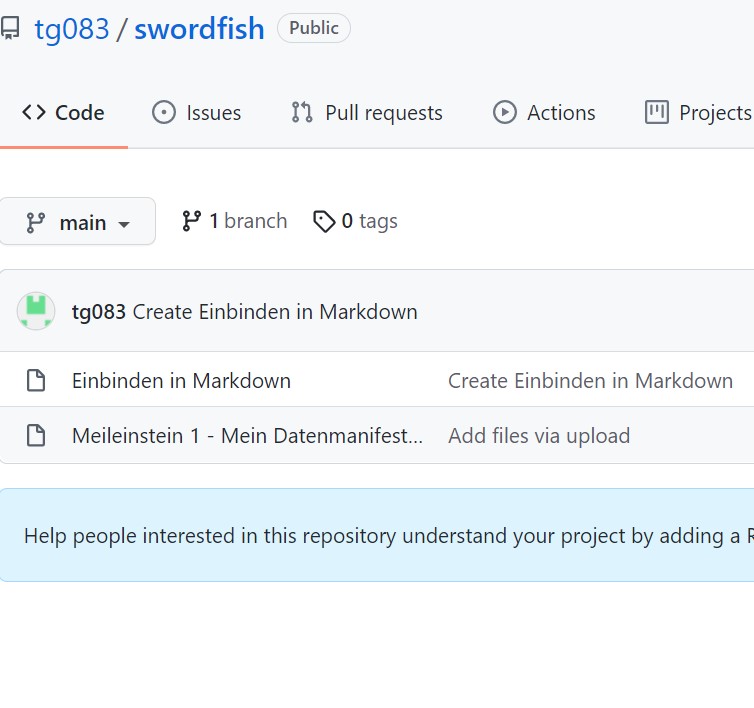 tg083 / swordfish Public
Code Issues Pull requests Actions Projects
main 1 branch 0 tags
tg083 Create Einbinden in Markdown
Einbinden in Markdown Create Einbinden in Markdown
Meileinstein 1 - Mein Datenmanifest... Add files via upload
Help people interested in this repository understand your project by adding a